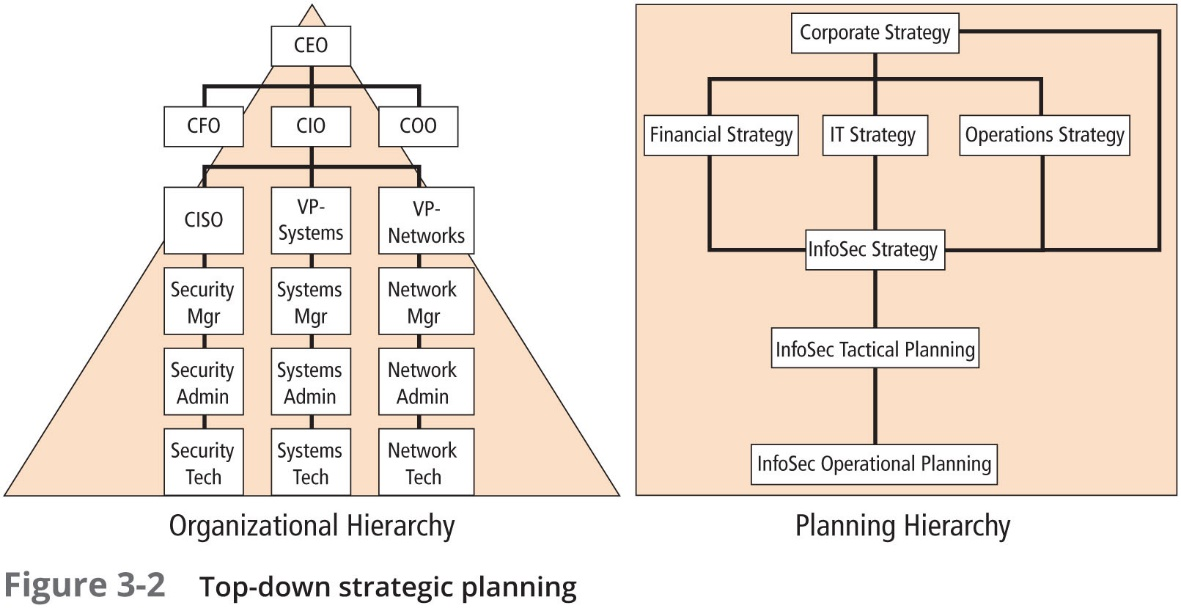 CEO
CFO
CIO
COO
CISO
VP-
Systems
VP-
Networks
Security
Mgr
Systems
Mgr
Network
Mgr
Security
Admin
Systems
Admin
Network
Admin
Security
Tech
Systems
Tech
Network
Tech
Organizational Hierarchy
Corporate Strategy
Financial Strategy
IT Strategy
Operations Strategy
InfoSec Strategy
InfoSec Tactical Planning
InfoSec Operational Planning
Planning Hierarchy
Figure 3-2 Top-down strategic planning